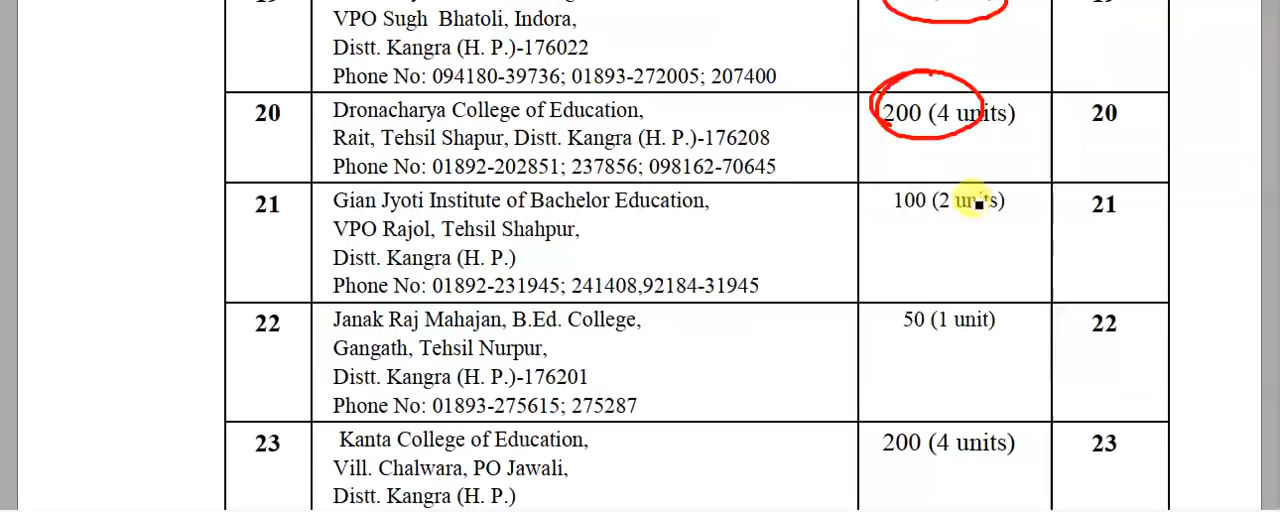 VPO Sugh Bhatoli, Indora,
Distt. Kangra (H. P.)-176022
Phone No: 094180-39736; 01893-272005; 207400
20 Dronacharya College of Education, 200 (4 units) 20
Rait, Tehsil Shapur, Distt. Kangra (H. P.)-176208
Phone No: 01892-202851; 237856; 098162-70645
21 Gian Jyoti Institute of Bachelor Education, 100 (2 units) 21
VPO Rajol, Tehsil Shahpur,
Distt. Kangra (H. P.)
Phone No: 01892-231945; 241408,92184-31945
22 Janak Raj Mahajan, B.Ed. College, 50 (1 unit) 22
Gangath, Tehsil Nurpur,
Distt. Kangra (H. P.)-176201
Phone No: 01893-275615; 275287
23 Kanta College of Education, 200 (4 units) 23
Vill. Chalwara, PO Jawali,
Distt. Kangra (H. P.)